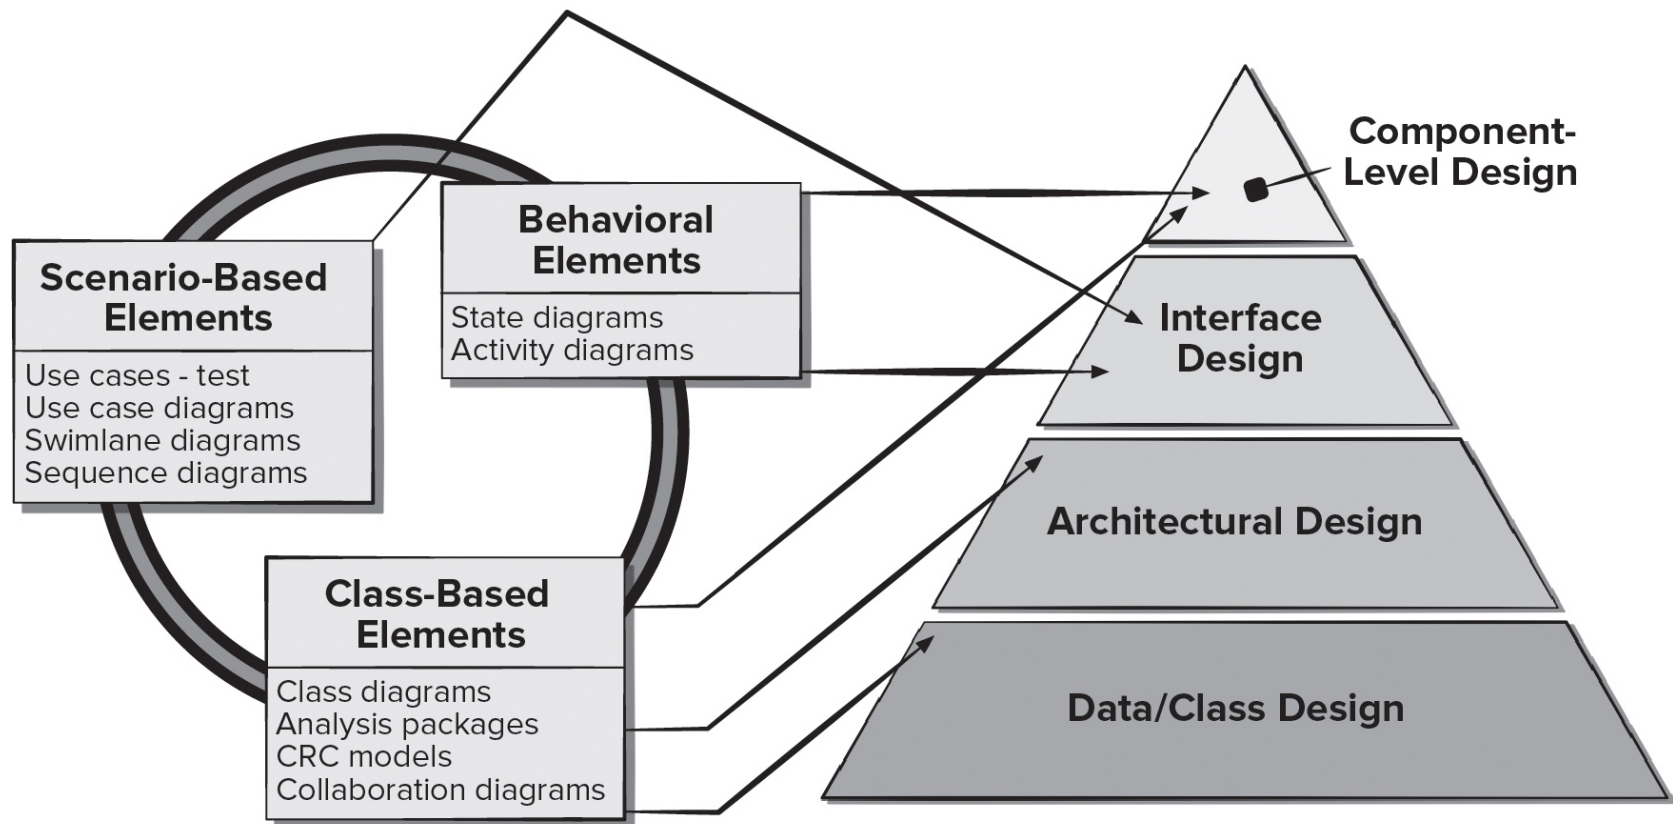 Scenario-Based
Elements
Use cases - test
Use case diagrams
Swimlane diagrams
Sequence diagrams
Behavioral
Elements
State diagrams
Activity diagrams
Class-Based
Elements
Class diagrams
Analysis packages
CRC models
Collaboration diagrams
Component-
Level Design
Interface
Design
Architectural Design
Data/Class Design